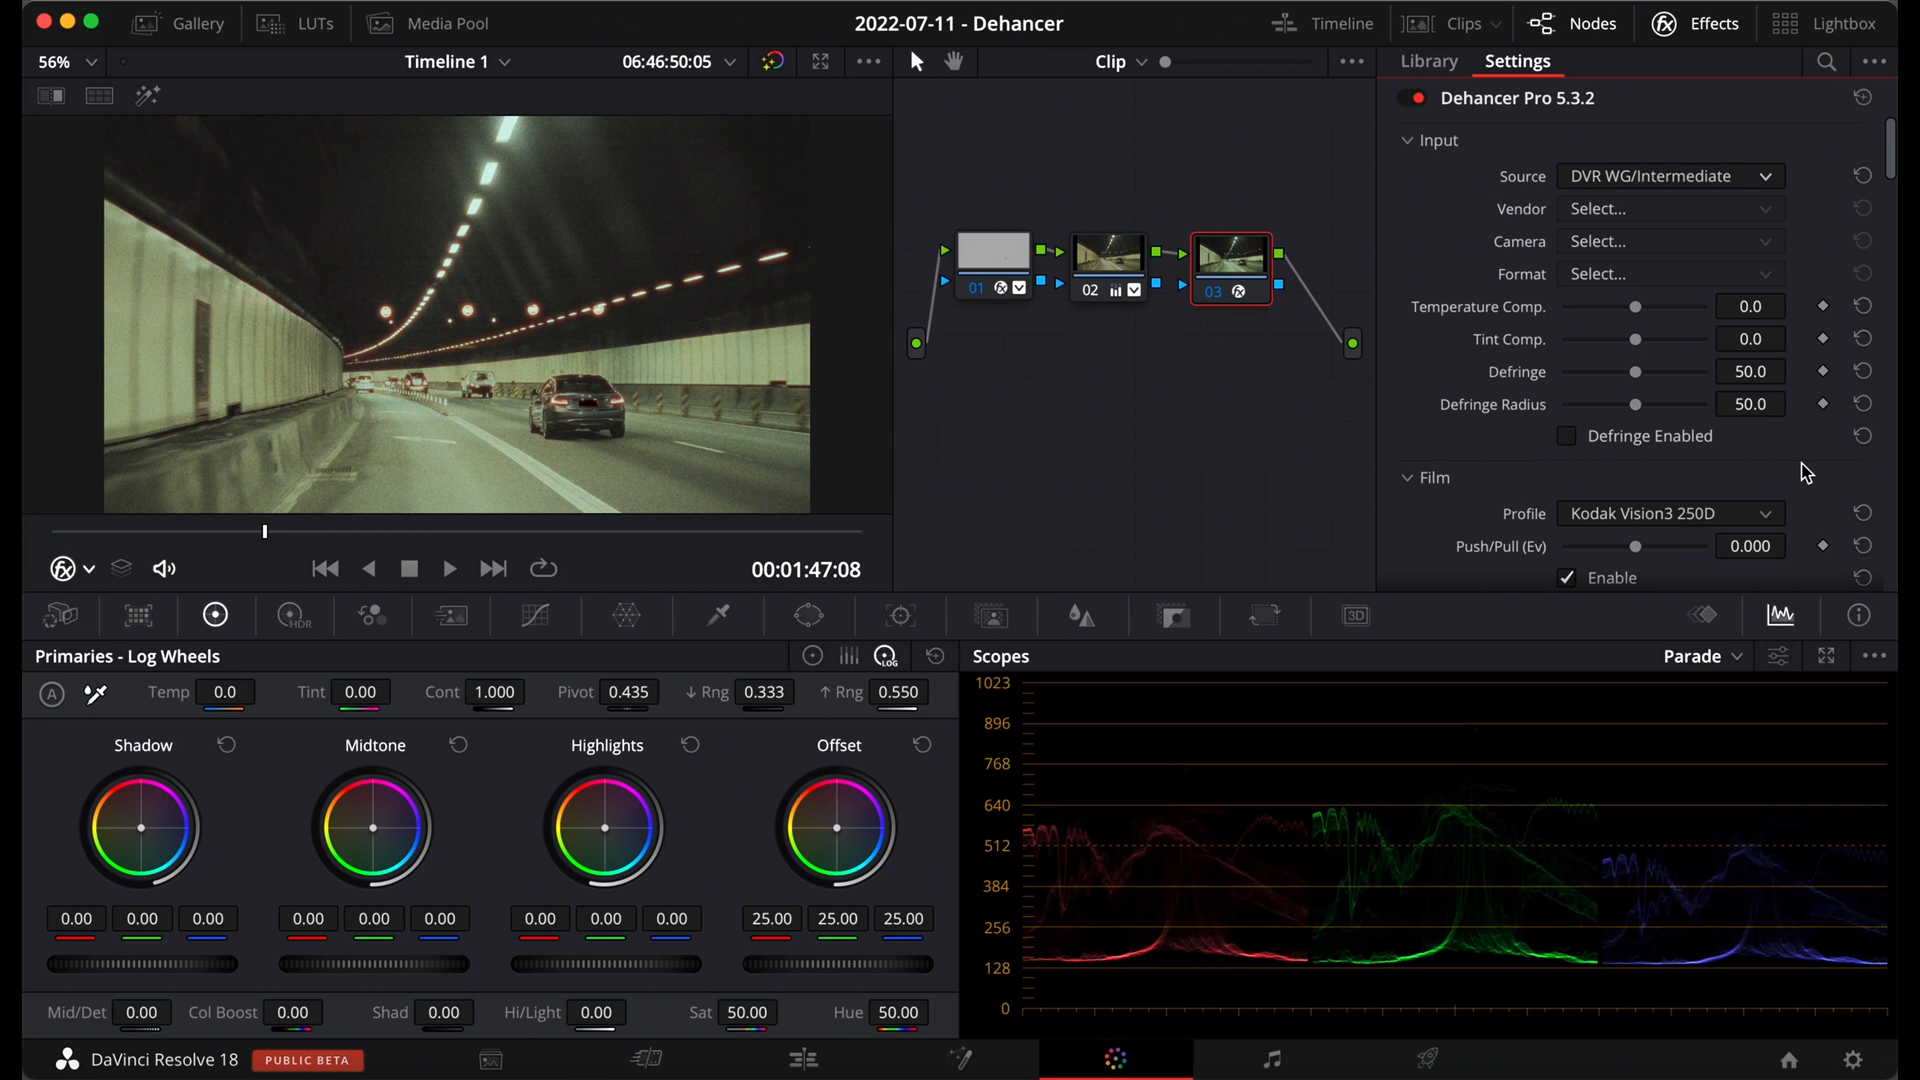 Gallery
LUTs
Media Pool
2022-07-11 - Dehancer
Timeline
Clips
Nodes
fx Effects
Lightbox
56%
Timeline 1
06:46:50:05
Clip
Library
Settings
Dehancer Pro 5.3.2
Input
Source DVR WG/Intermediate
Vendor Select...
Camera Select...
Format Select...
Temperature Comp. 0.0
Tint Comp. 0.0
Defringe 50.0
Defringe Radius 50.0
Defringe Enabled
Film
Profile Kodak Vision3 250D
Push/Pull (Ev) 0.000
Enable
01 fx
02
03 fx
fx
00:01:47:08
HDR
3D
Primaries - Log Wheels
LOG
Scopes
Parade
A
Temp 0.0
Tint 0.00
Cont 1.000
Pivot 0.435
↓ Rng 0.333
↑ Rng 0.550
Shadow
Midtone
Highlights
Offset
0.00 0.00 0.00
0.00 0.00 0.00
0.00 0.00 0.00
25.00 25.00 25.00
Mid/Det 0.00
Col Boost 0.00
Shad 0.00
Hi/Light 0.00
Sat 50.00
Hue 50.00
1023
896
768
640
512
384
256
128
0
DaVinci Resolve 18
PUBLIC BETA